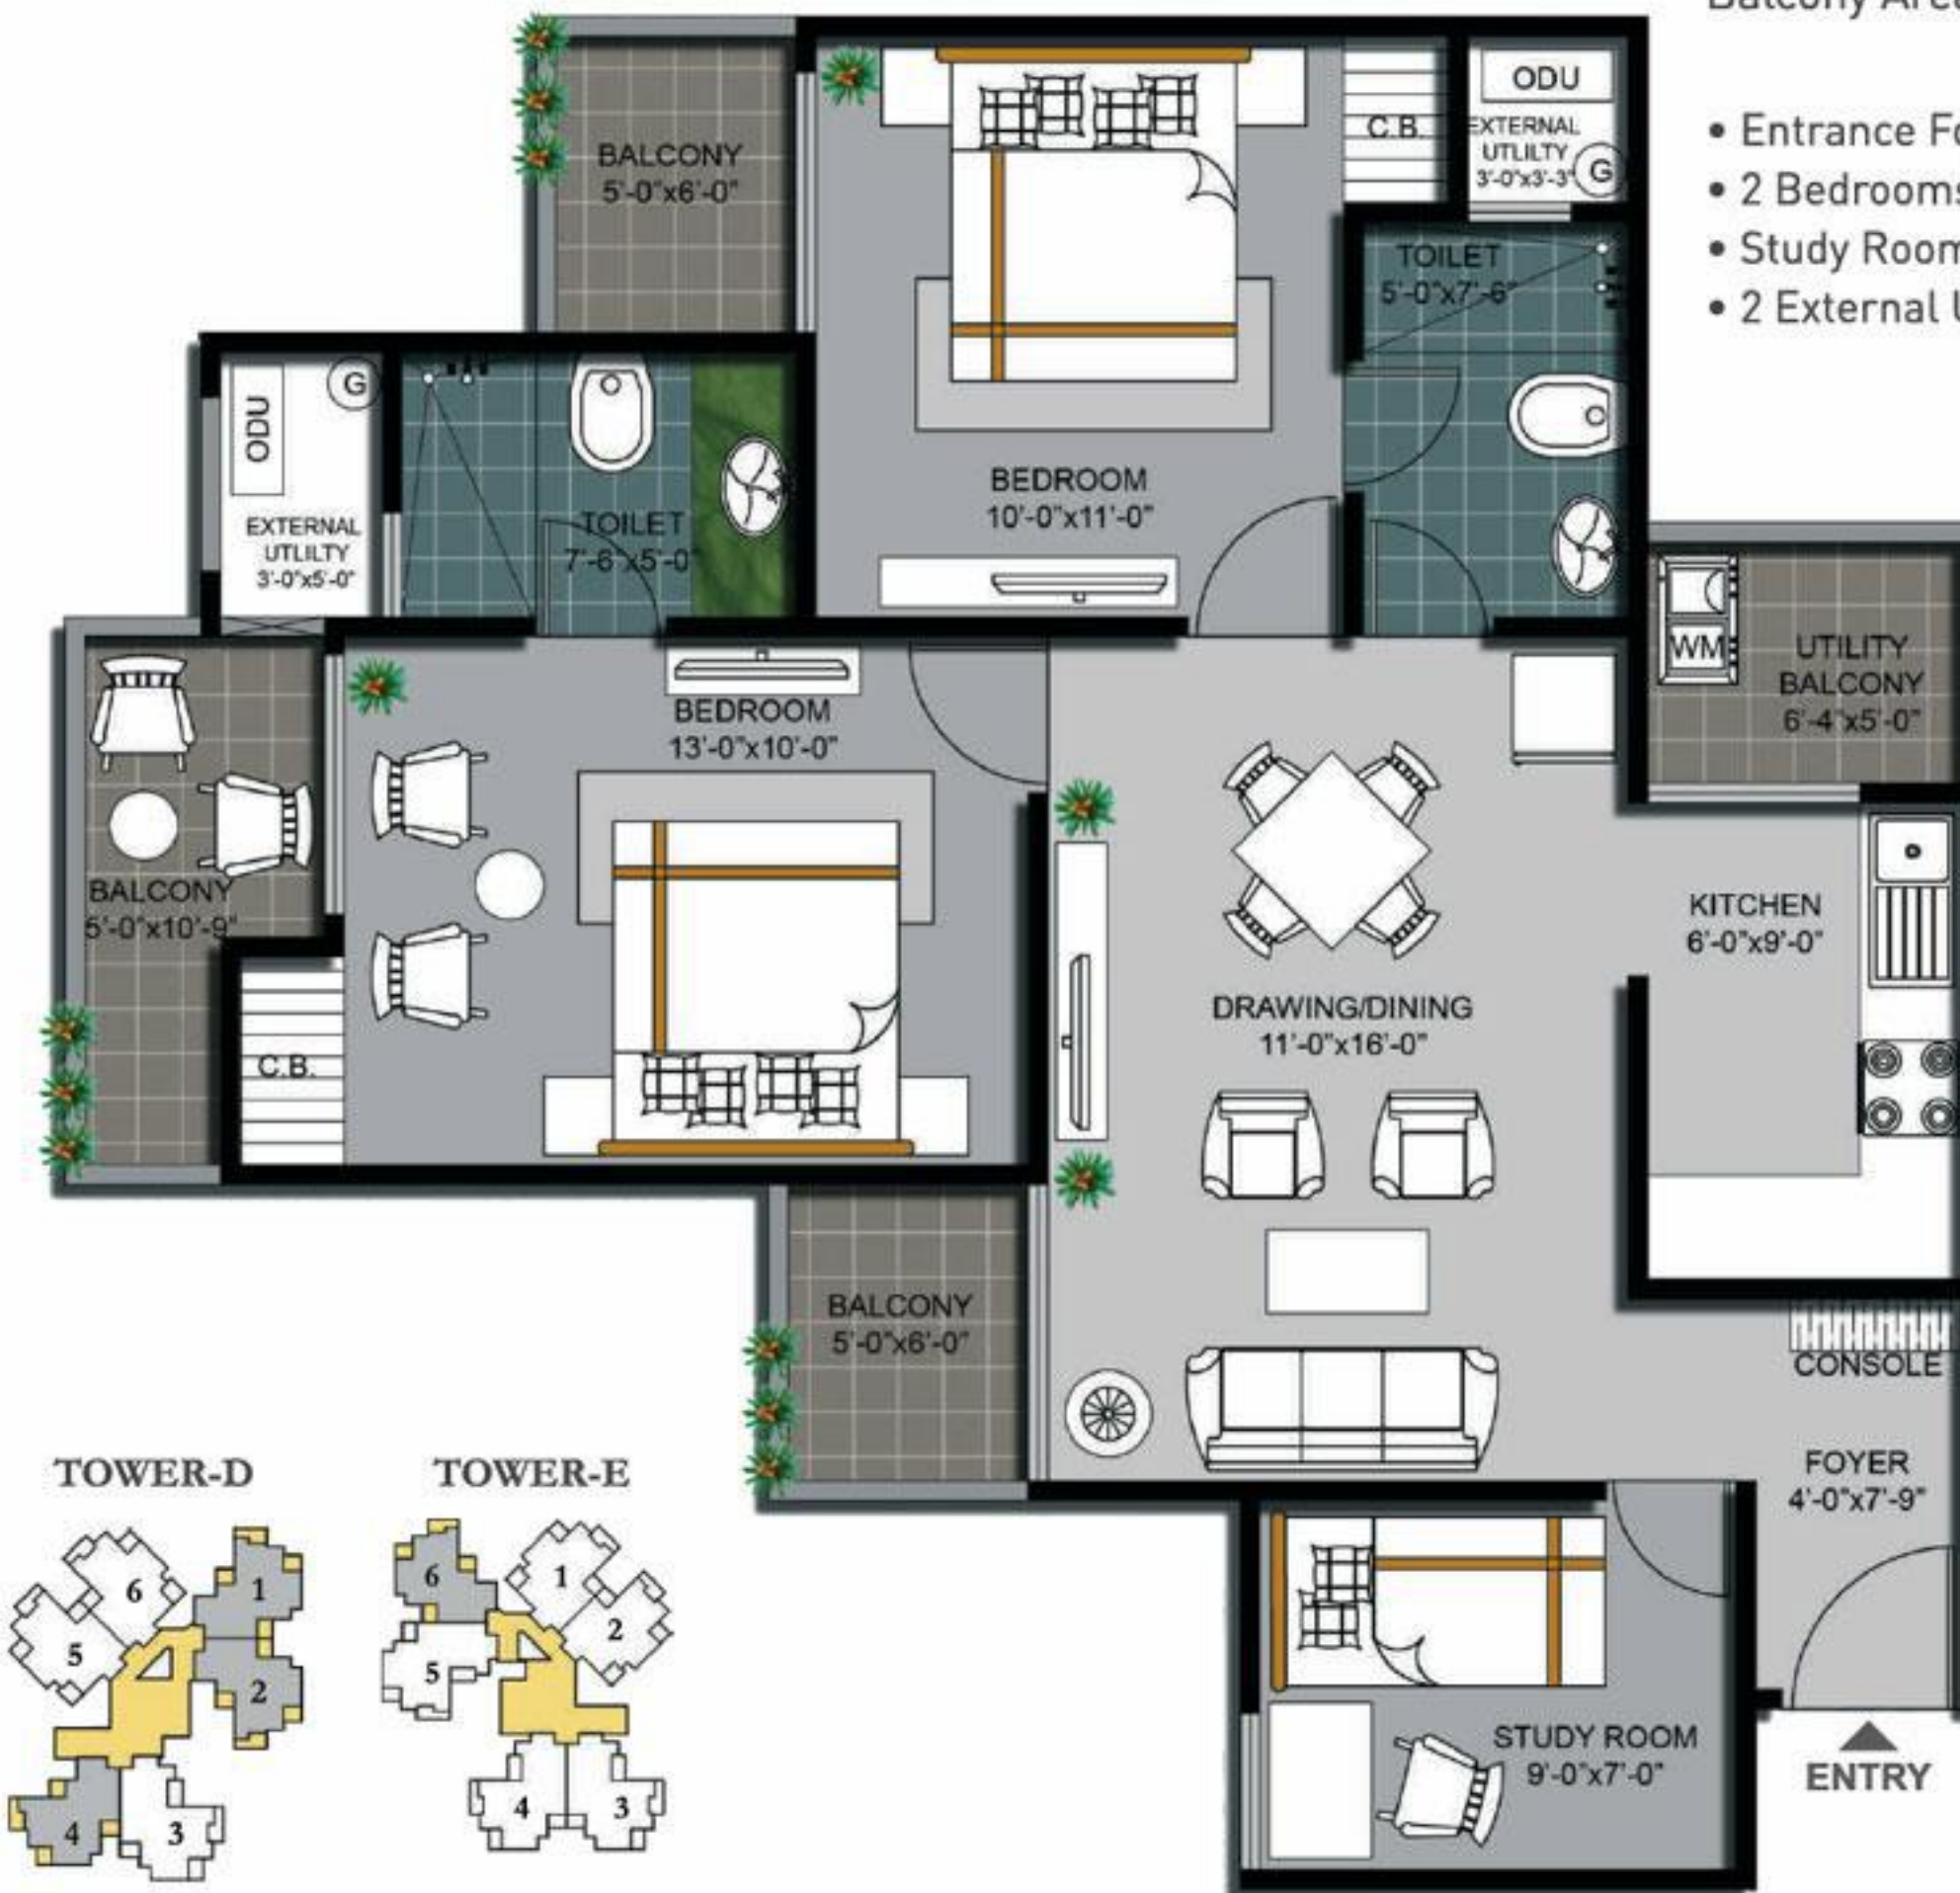 Balcony Area
• Entrance Fo
• 2 Bedrooms
• Study Room
• 2 External U
BALCONY
5'-0"x6'-0"
C.B.
ODU
EXTERNAL
UTLILTY
3'-0"x3'-3"
G
TOILET
5'-0"x7'-6"
ODU
G
EXTERNAL
UTLILTY
3'-0"x5'-0"
TOILET
7'-6"x5'-0"
BEDROOM
10'-0"x11'-0"
WM
UTILITY
BALCONY
6'-4"x5'-0"
BEDROOM
13'-0"x10'-0"
BALCONY
5'-0"x10'-9"
C.B.
KITCHEN
6'-0"x9'-0"
DRAWING/DINING
11'-0"x16'-0"
BALCONY
5'-0"x6'-0"
CONSOLE
FOYER
4'-0"x7'-9"
STUDY ROOM
9'-0"x7'-0"
ENTRY
TOWER-D
6
1
5
2
4
3
TOWER-E
6
1
2
5
4
3